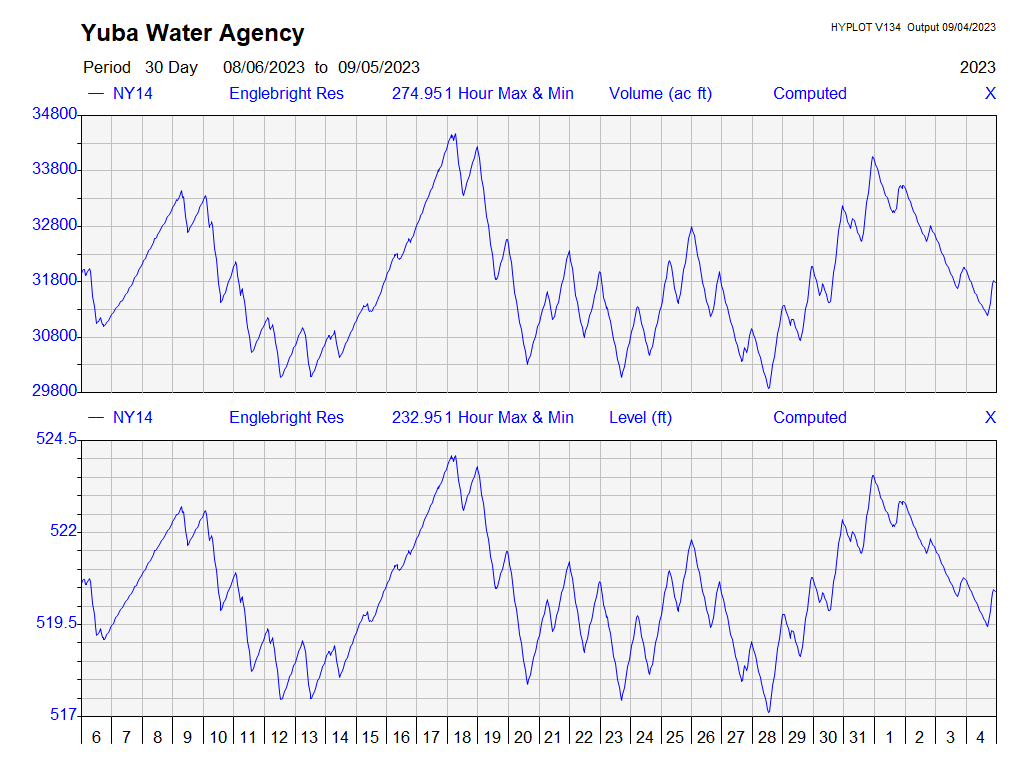 Yuba Water Agency
HYPLOT V134 Output 09/04/2023
Period 30 Day 08/06/2023 to 09/05/2023
2023
NY14 Englebright Res 274.951 Hour Max & Min Volume (ac ft) Computed X
34800
33800
32800
31800
30800
29800
NY14 Englebright Res 232.951 Hour Max & Min Level (ft) Computed X
524.5
522
519.5
517
6 7 8 9 10 11 12 13 14 15 16 17 18 19 20 21 22 23 24 25 26 27 28 29 30 31 1 2 3 4